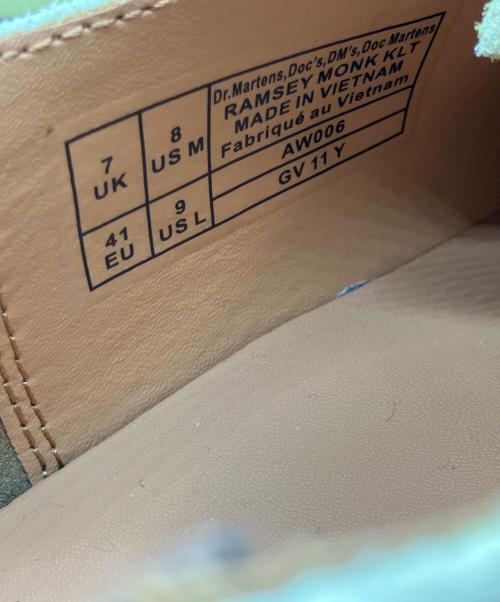 7
UK
8
US M
41
EU
9
US L
Dr.Martens,Doc's,DM's,Doc Martens
RAMSEY MONK KLT
MADE IN VIETNAM
Fabriqué au Vietnam
AW006
GV 11 Y